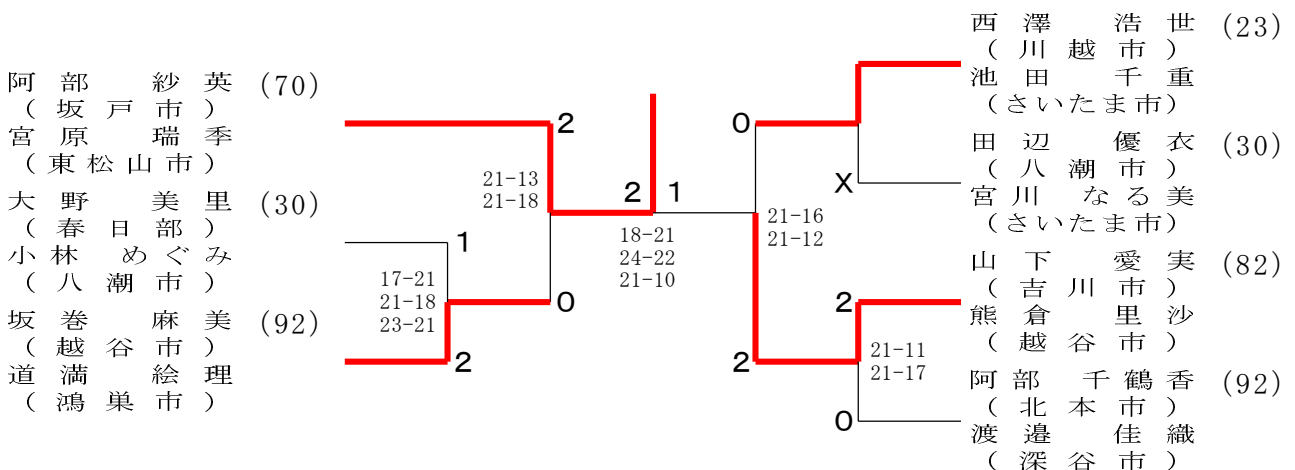 阿部 紗英 (70)
(坂戸市)
宮原 瑞季
(東松山市)
大野 美里 (30)
(春日部)
小林 めぐみ
(八潮市)
坂巻 麻美 (92)
(越谷市)
道満 絵理
(鴻巣市)
2
21-13
21-18
1
17-21
21-18
23-21
0
2
2
1
18-21
24-22
21-10
0
X
21-16
21-12
2
2
21-11
21-17
0
西澤 浩世 (23)
(川越市)
池田 千重
(さいたま市)
田辺 優衣 (30)
(八潮市)
宮川 なる美
(さいたま市)
山下 愛実 (82)
(吉川市)
熊倉 里沙
(越谷市)
阿部 千鶴香 (92)
(北本市)
渡邉 佳織
(深谷市)